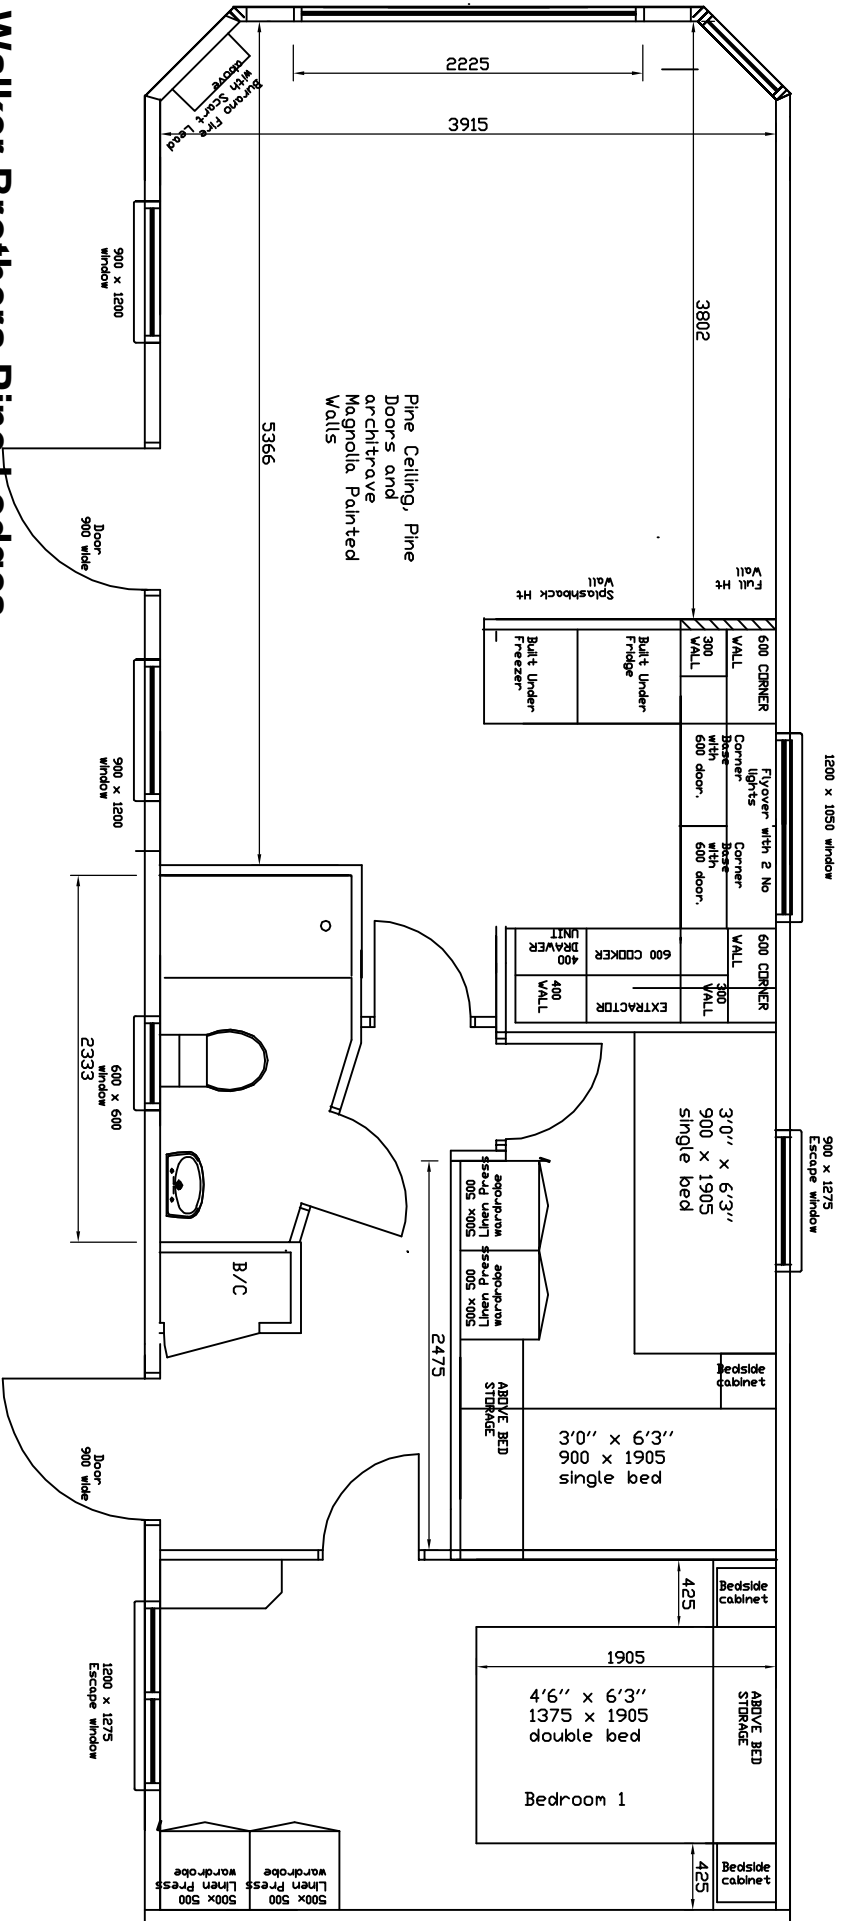 Walker Brothers Pine Lodges
2225
3915
Burano Fire
with Scart Lead
above
3802
5366
900 x 1200
window
Pine Ceiling, Pine
Doors and
architrave
Magnolia Painted
Walls
Door
900 wide
Splashback Ht
Wall
Full Ht
Wall
Built Under
Freezer
Built Under
Fridge
300
WALL
600 CORNER
WALL
900 x 1200
window
1200 x 1050 window
Flyover with 2 No
lights
Corner
Base
with
600 door.
Corner
Base
with
600 door.
400
DRAWER
UNIT
600 COOKER
600 CORNER
WALL
400
WALL
EXTRACTOR
300
WALL
2333
600 x 600
window
3'0'' x 6'3''
900 x 1905
single bed
900 x 1275
Escape window
500x 500
Linen Press
wardrobe
500x 500
Linen Press
wardrobe
B/C
2475
Bedside
cabinet
ABOVE BED
STORAGE
3'0'' x 6'3''
900 x 1905
single bed
Door
900 wide
425
Bedside
cabinet
1905
4'6'' x 6'3''
1375 x 1905
double bed
ABOVE BED
STORAGE
Bedroom 1
1200 x 1275
Escape window
500x 500
Linen Press
wardrobe
500x 500
Linen Press
wardrobe
425
Bedside
cabinet